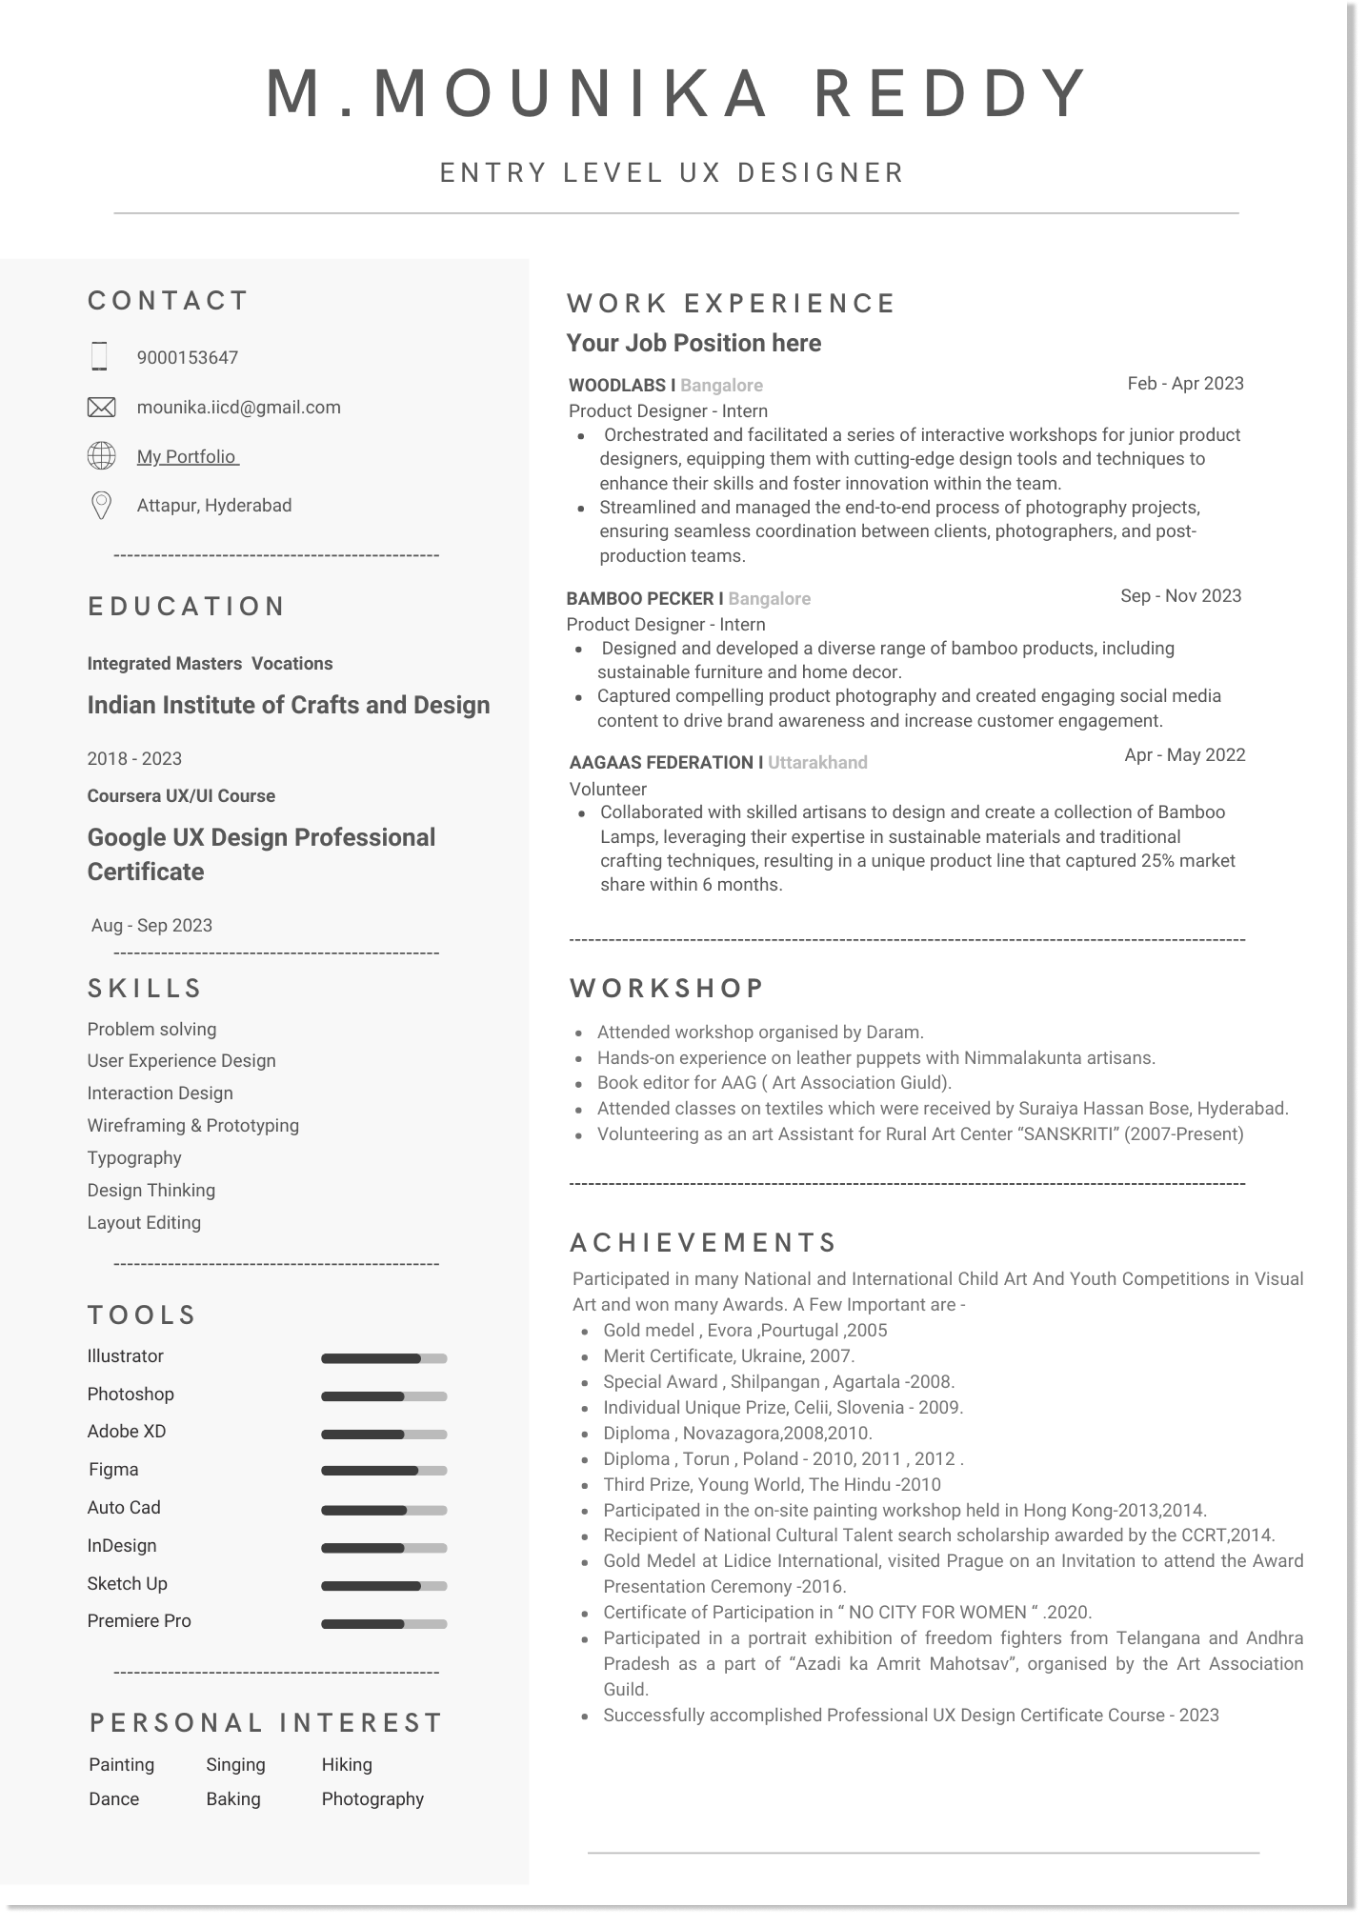 M.MOUNIKA REDDY
ENTRY LEVEL UX DESIGNER
CONTACT
9000153647
mounika.iicd@gmail.com
My Portfolio
Attapur, Hyderabad
EDUCATION
Integrated Masters  Vocations
Indian Institute of Crafts and Design
2018 - 2023
Coursera UX/UI Course
Google UX Design Professional
Certificate
Aug - Sep 2023
SKILLS
Problem solving
User Experience Design
Interaction Design
Wireframing & Prototyping
Typography
Design Thinking
Layout Editing
TOOLS
Illustrator
Photoshop
Adobe XD
Figma
Auto Cad
InDesign
Sketch Up
Premiere Pro
PERSONAL INTEREST
Painting Singing Hiking
Dance Baking Photography
WORK EXPERIENCE
Your Job Position here
WOODLABS I Bangalore Feb - Apr 2023
Product Designer - Intern
• Orchestrated and facilitated a series of interactive workshops for junior product
designers, equipping them with cutting-edge design tools and techniques to
enhance their skills and foster innovation within the team.
• Streamlined and managed the end-to-end process of photography projects,
ensuring seamless coordination between clients, photographers, and post-
production teams.
BAMBOO PECKER I Bangalore Sep - Nov 2023
Product Designer - Intern
• Designed and developed a diverse range of bamboo products, including
sustainable furniture and home decor.
• Captured compelling product photography and created engaging social media
content to drive brand awareness and increase customer engagement.
AAGAAS FEDERATION I Uttarakhand Apr - May 2022
Volunteer
• Collaborated with skilled artisans to design and create a collection of Bamboo
Lamps, leveraging their expertise in sustainable materials and traditional
crafting techniques, resulting in a unique product line that captured 25% market
share within 6 months.
WORKSHOP
• Attended workshop organised by Daram.
• Hands-on experience on leather puppets with Nimmalakunta artisans.
• Book editor for AAG ( Art Association Giuld).
• Attended classes on textiles which were received by Suraiya Hassan Bose, Hyderabad.
• Volunteering as an art Assistant for Rural Art Center “SANSKRITI” (2007-Present)
ACHIEVEMENTS
Participated in many National and International Child Art And Youth Competitions in Visual
Art and won many Awards. A Few Important are -
• Gold medel , Evora ,Pourtugal ,2005
• Merit Certificate, Ukraine, 2007.
• Special Award , Shilpangan , Agartala -2008.
• Individual Unique Prize, Celii, Slovenia - 2009.
• Diploma , Novazagora,2008,2010.
• Diploma , Torun , Poland - 2010, 2011 , 2012 .
• Third Prize, Young World, The Hindu -2010
• Participated in the on-site painting workshop held in Hong Kong-2013,2014.
• Recipient of National Cultural Talent search scholarship awarded by the CCRT,2014.
• Gold Medel at Lidice International, visited Prague on an Invitation to attend the Award
Presentation Ceremony -2016.
• Certificate of Participation in “ NO CITY FOR WOMEN “ .2020.
• Participated in a portrait exhibition of freedom fighters from Telangana and Andhra
Pradesh as a part of “Azadi ka Amrit Mahotsav”, organised by the Art Association
Guild.
• Successfully accomplished Professional UX Design Certificate Course - 2023